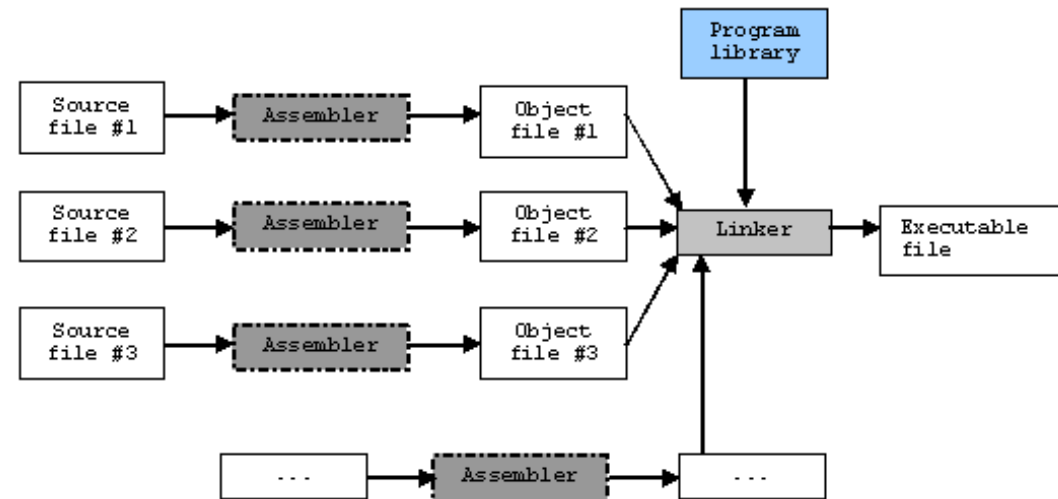 Program
library
Source
file #1
Assembler
Object
file #1
Source
file #2
Assembler
Object
file #2
Linker
Executable
file
Source
file #3
Assembler
Object
file #3
...
Assembler
...